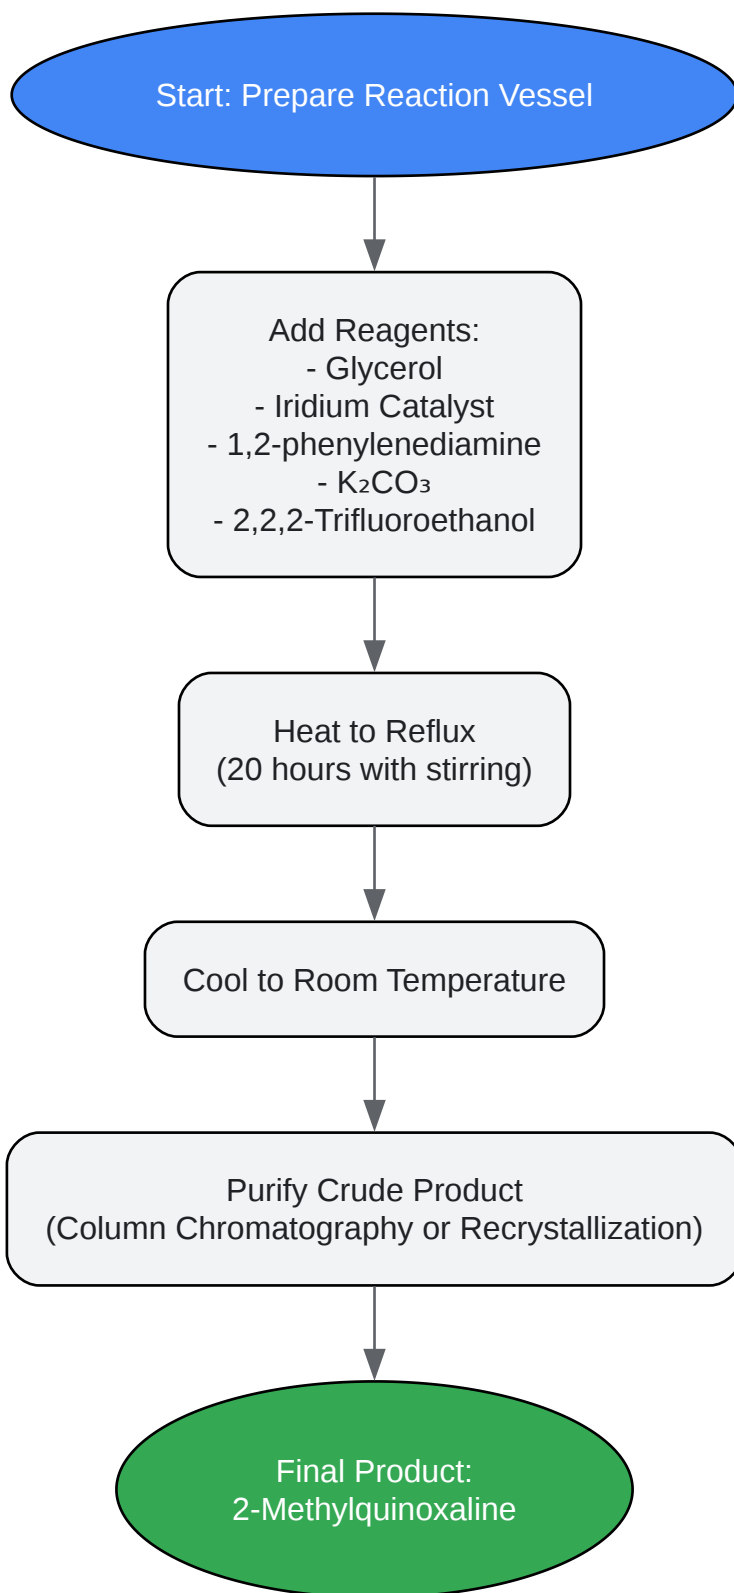 Start: Prepare Reaction Vessel
Add Reagents:
- Glycerol
- Iridium Catalyst
- 1,2-phenylenediamine
- K₂CO₃
- 2,2,2-Trifluoroethanol
Heat to Reflux
(20 hours with stirring)
Cool to Room Temperature
Purify Crude Product
(Column Chromatography or Recrystallization)
Final Product:
2-Methylquinoxaline